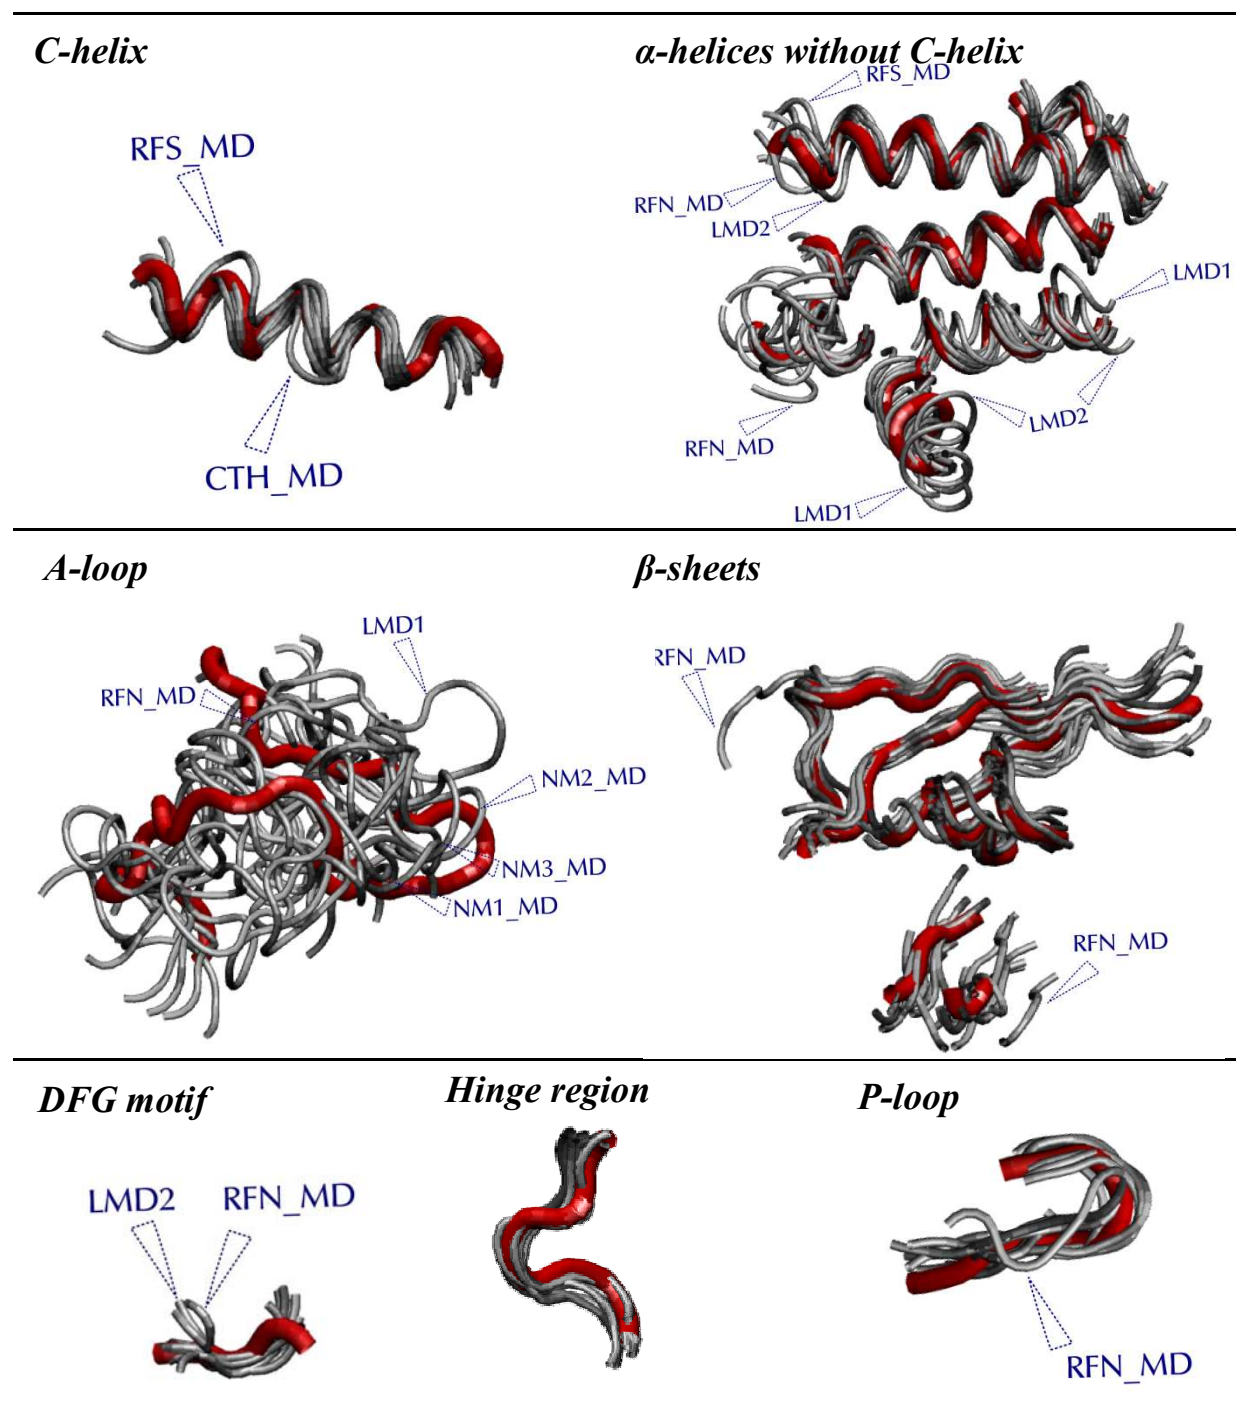 C-helix
α-helices without C-helix
RFS_MD
RFS_MD
RFN_MD
LMD2
LMD1
CTH_MD
RFN_MD
LMD2
LMD1
A-loop
β-sheets
LMD1
RFN_MD
RFN_MD
NM2_MD
NM3_MD
NM1_MD
RFN_MD
DFG motif
Hinge region
P-loop
LMD2
RFN_MD
RFN_MD